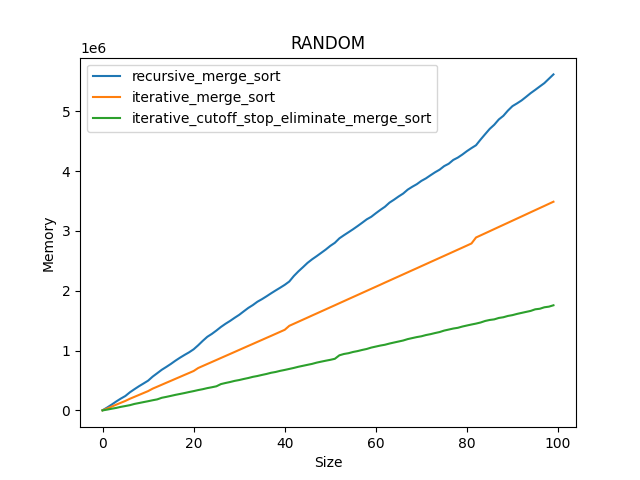 RANDOM
1e6
recursive_merge_sort
iterative_merge_sort
iterative_cutoff_stop_eliminate_merge_sort
5
4
3
2
1
0
Memory
0 20 40 60 80 100
Size